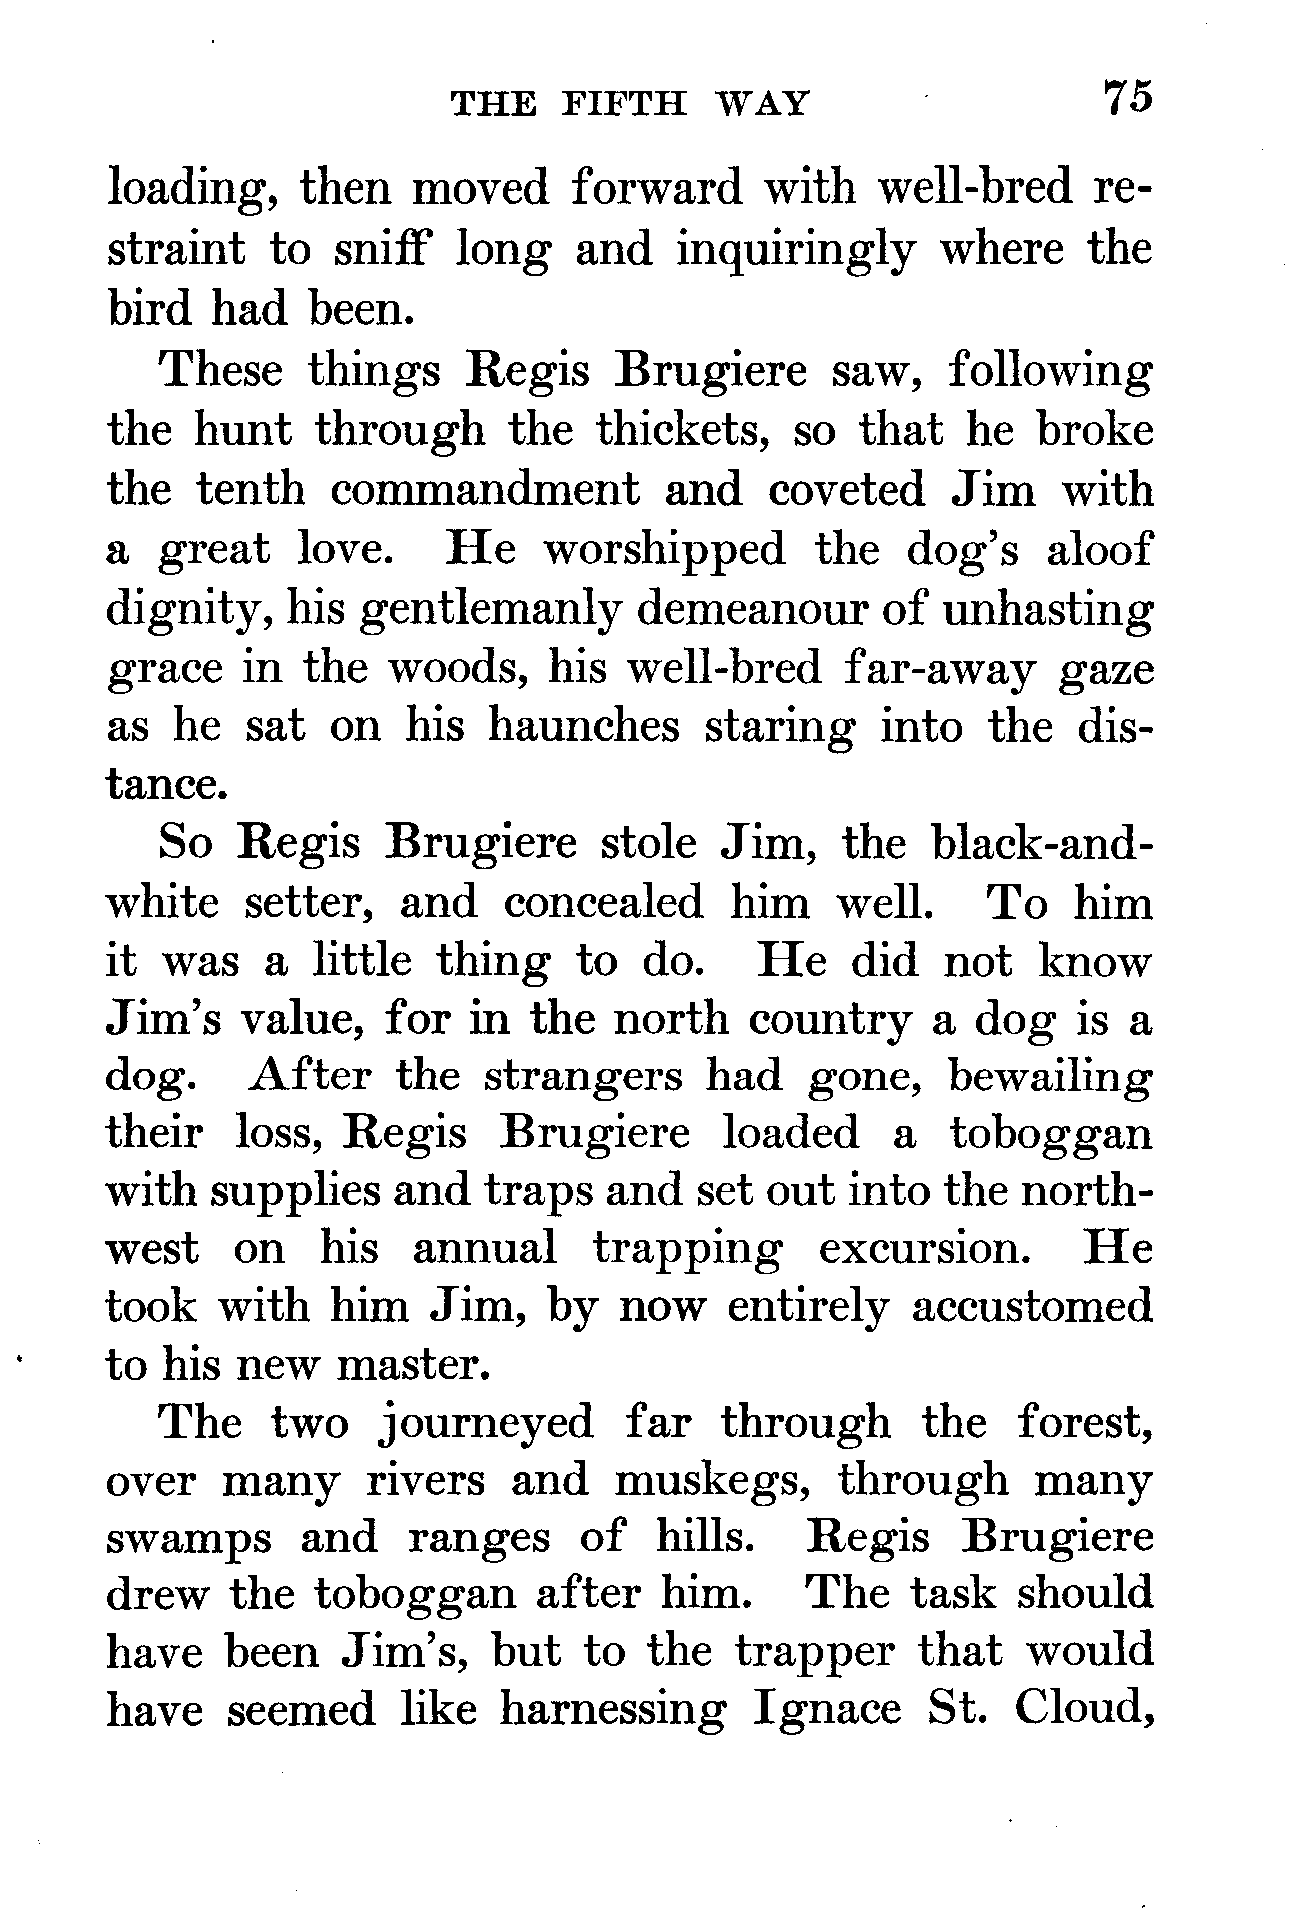 THE FIFTH WAY 75
loading, then moved forward with well-bred re-
straint to sniff long and inquiringly where the
bird had been.
These things Regis Brugiere saw, following
the hunt through the thickets, so that he broke
the tenth commandment and coveted Jim with
a great love. He worshipped the dog's aloof
dignity, his gentlemanly demeanour of unhasting
grace in the woods, his well-bred far-away gaze
as he sat on his haunches staring into the dis-
tance.
So Regis Brugiere stole Jim, the black-and-
white setter, and concealed him well. To him
it was a little thing to do. He did not know
Jim's value, for in the north country a dog is a
dog. After the strangers had gone, bewailing
their loss, Regis Brugiere loaded a toboggan
with supplies and traps and set out into the north-
west on his annual trapping excursion. He
took with him Jim, by now entirely accustomed
to his new master.
The two journeyed far through the forest,
over many rivers and muskegs, through many
swamps and ranges of hills. Regis Brugiere
drew the toboggan after him. The task should
have been Jim's, but to the trapper that would
have seemed like harnessing Ignace St. Cloud,